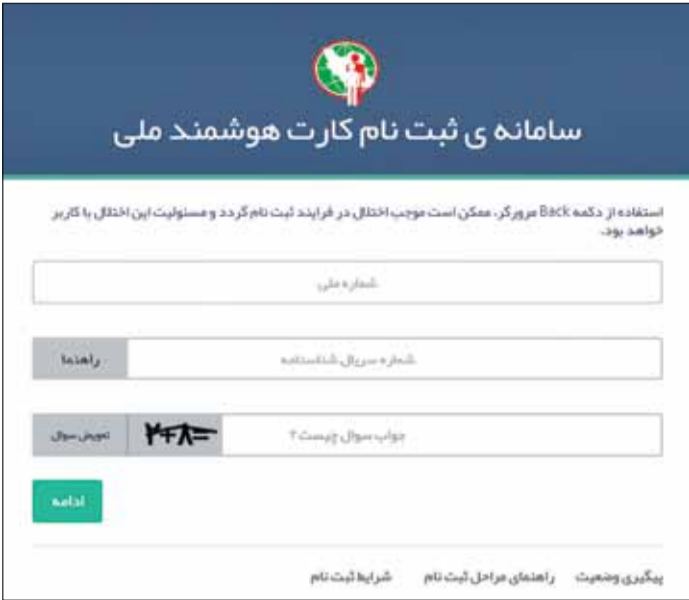 سامانه ی ثبت نام کارت هوشمند ملی
استفاده از دکمه Back مرورگر، ممکن است موجب اختلال در فرایند ثبت نام گردد و مسئولیت این اختلال با کاربر
خواهد بود.
شماره ملی
شماره سریال شناسنامه راهنما
جواب سوال چیست؟ ۲+۸= تعویض سوال
ادامه
پیگیری وضعیت راهنمای مراحل ثبت نام شرایط ثبت نام